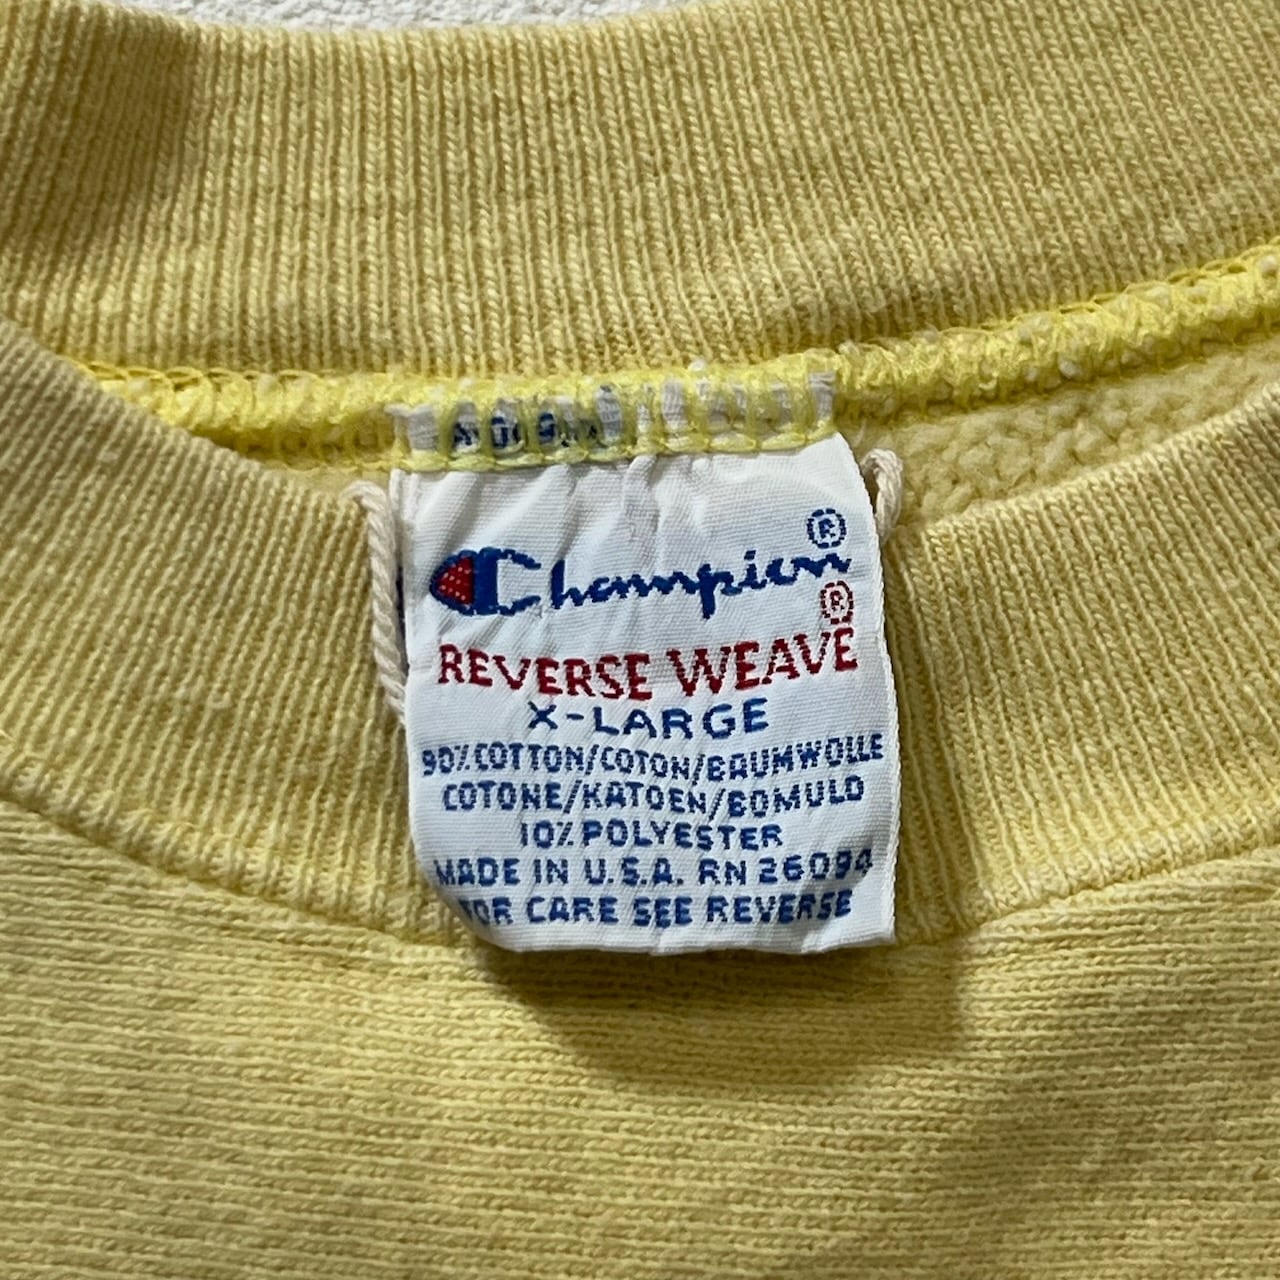 Champion®
®
REVERSE WEAVE
X-LARGE
90% COTTON/COTON/BAUMWOLLE
COTONE/KATOEN/BOMULD
10% POLYESTER
MADE IN U.S.A. RN 26094
FOR CARE SEE REVERSE